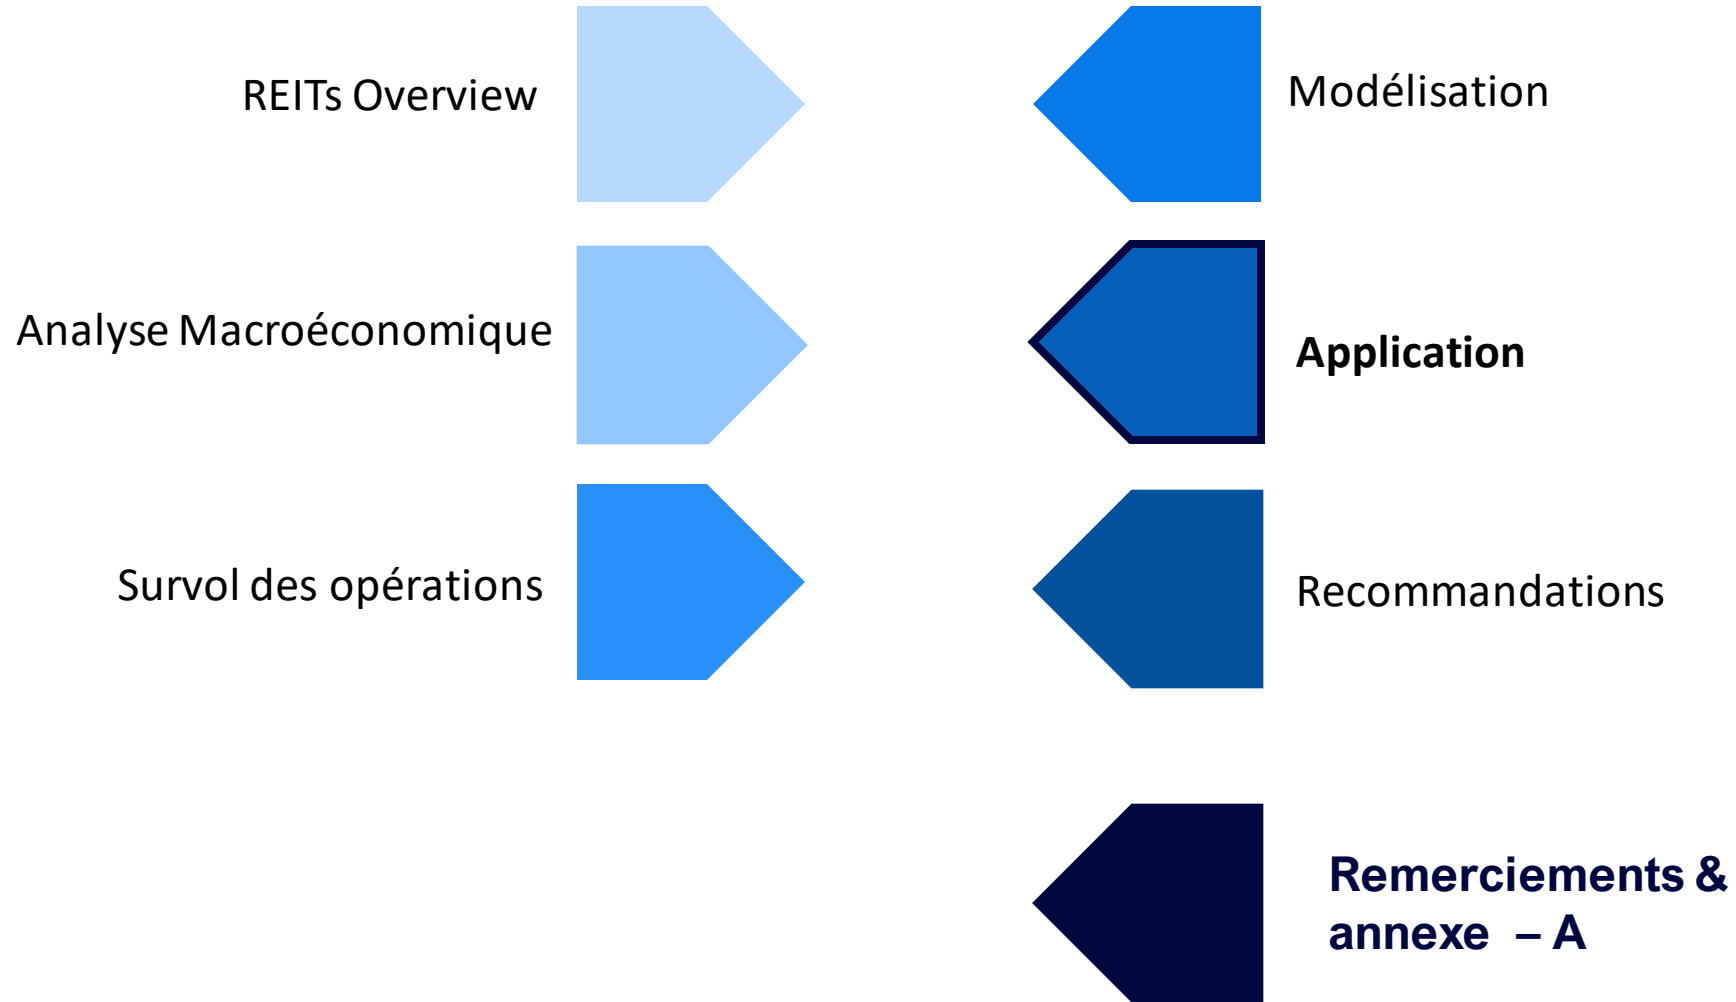 REITs Overview
Analyse Macroéconomique
Survol des opérations
Modélisation
Application
Recommandations
Remerciements &
annexe – A